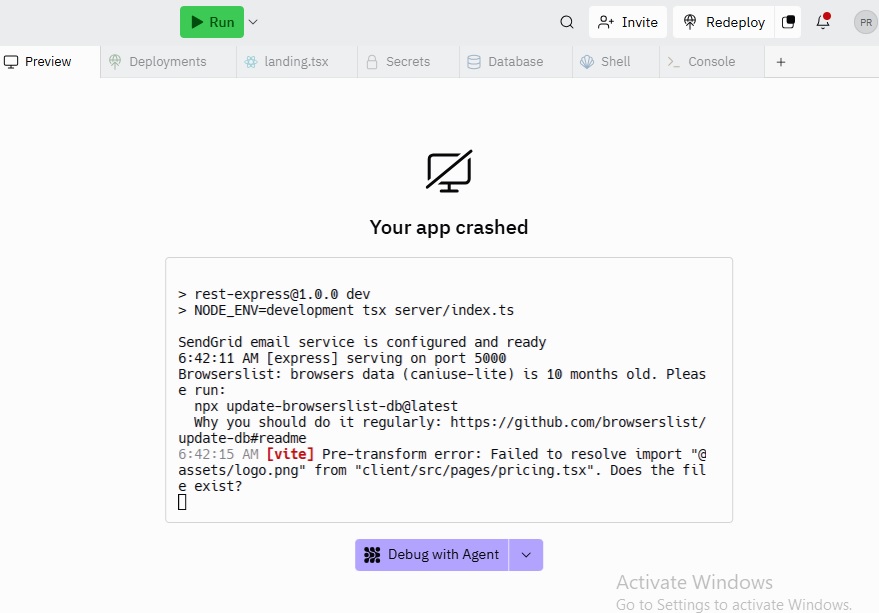 Run
Invite
Redeploy
PR
Preview
Deployments
landing.tsx
Secrets
Database
Shell
Console
Your app crashed
> rest-express@1.0.0 dev
> NODE_ENV=development tsx server/index.ts
SendGrid email service is configured and ready
6:42:11 AM [express] serving on port 5000
Browserslist: browsers data (caniuse-lite) is 10 months old. Pleas
e run:
npx update-browserslist-db@latest
Why you should do it regularly: https://github.com/browserslist/
update-db#readme
6:42:15 AM [vite] Pre-transform error: Failed to resolve import "@
assets/logo.png" from "client/src/pages/pricing.tsx". Does the fil
e exist?
Debug with Agent
Activate Windows
Go to Settings to activate Windows.